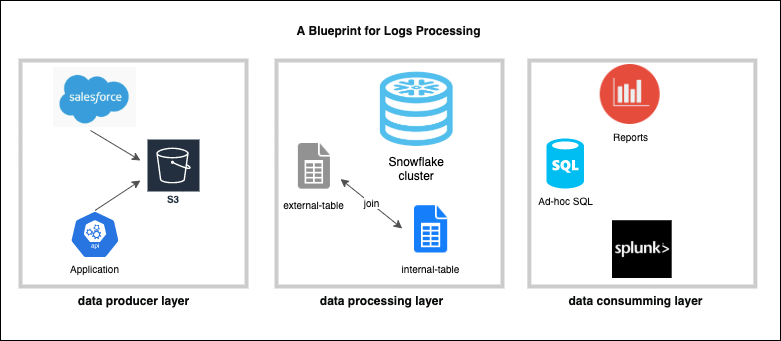 A Blueprint for Logs Processing
salesforce
S3
api
Application
data producer layer
Snowflake
cluster
external-table
join
internal-table
data processing layer
Reports
SQL
Ad-hoc SQL
splunk>
data consumming layer